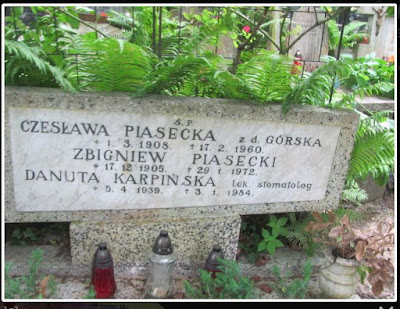 Ś.P.
CZESŁAWA PIASECKA z d. GÓRSKA
+ 1. 3. 1908. + 17. 2. 1960.
ZBIGNIEW PIASECKI
+ 17. 12. 1905. + 29. 1. 1972.
DANUTA KARPIŃSKA lek. stomatolog
+ 5. 4. 1939. + 3. 1. 1984.